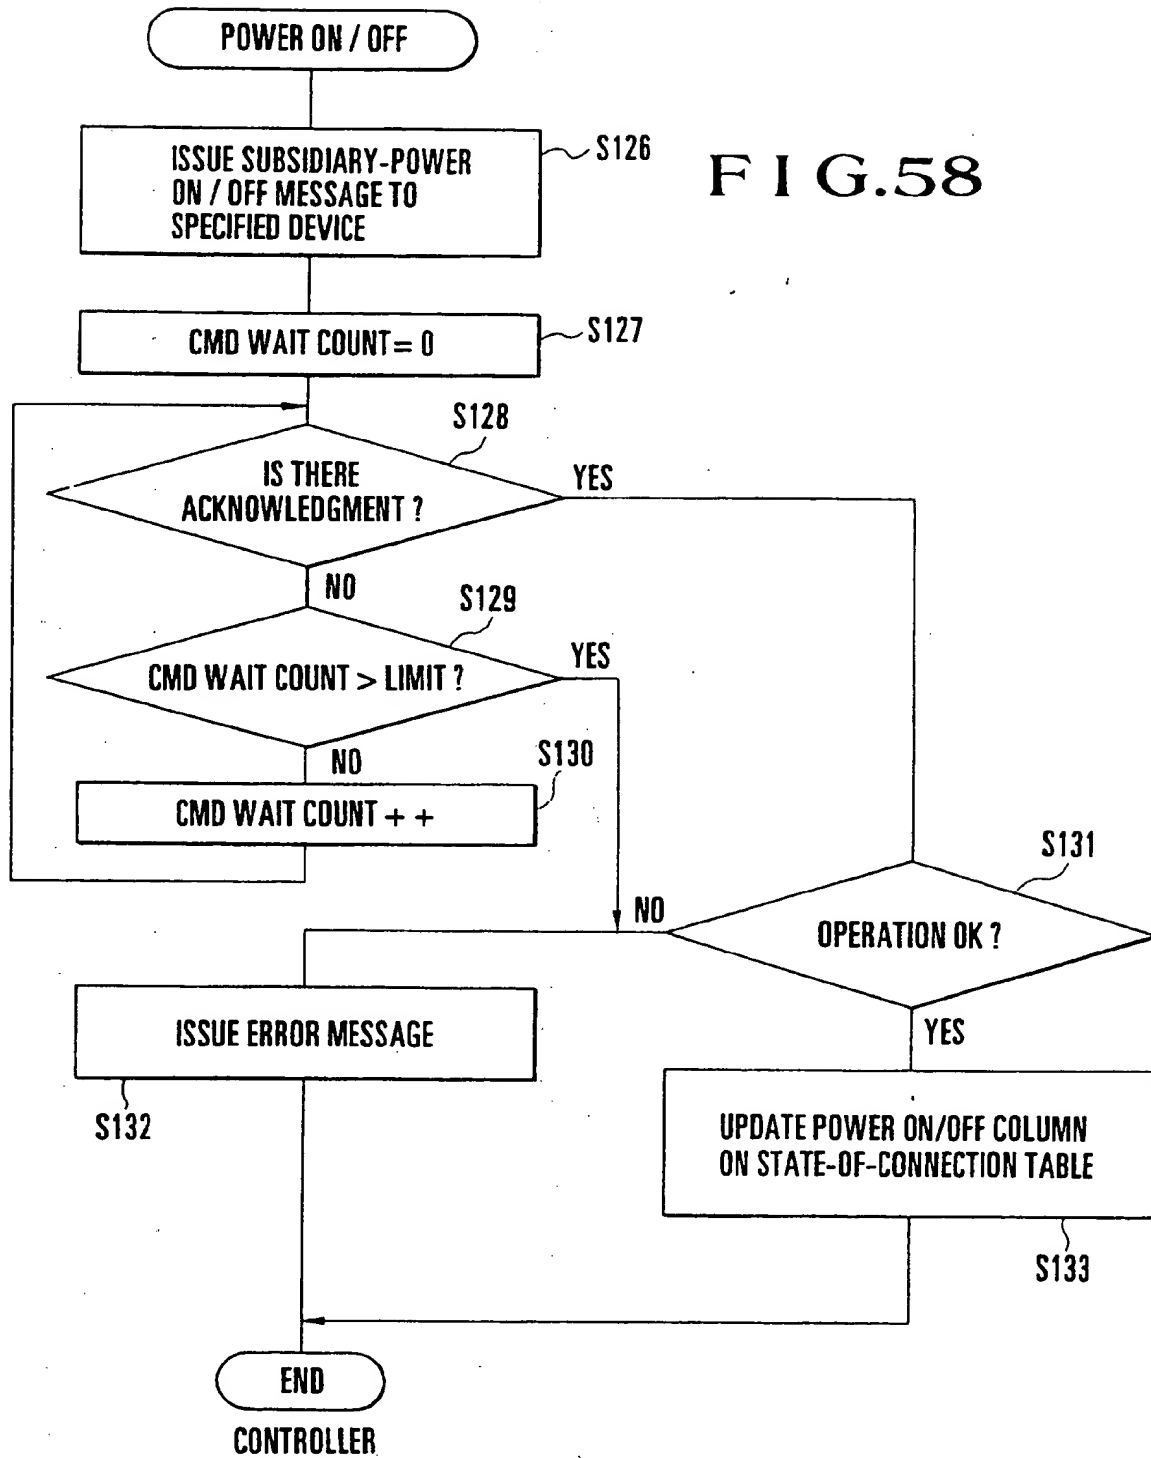 POWER ON / OFF
ISSUE SUBSIDIARY-POWER
ON / OFF MESSAGE TO
SPECIFIED DEVICE
S126
FIG.58
CMD WAIT COUNT = 0
S127
S128
IS THERE
ACKNOWLEDGMENT ?
YES
NO
S129
CMD WAIT COUNT > LIMIT ?
YES
NO
S130
CMD WAIT COUNT + +
S131
NO
OPERATION OK ?
YES
ISSUE ERROR MESSAGE
S132
UPDATE POWER ON/OFF COLUMN
ON STATE-OF-CONNECTION TABLE
S133
END
CONTROLLER